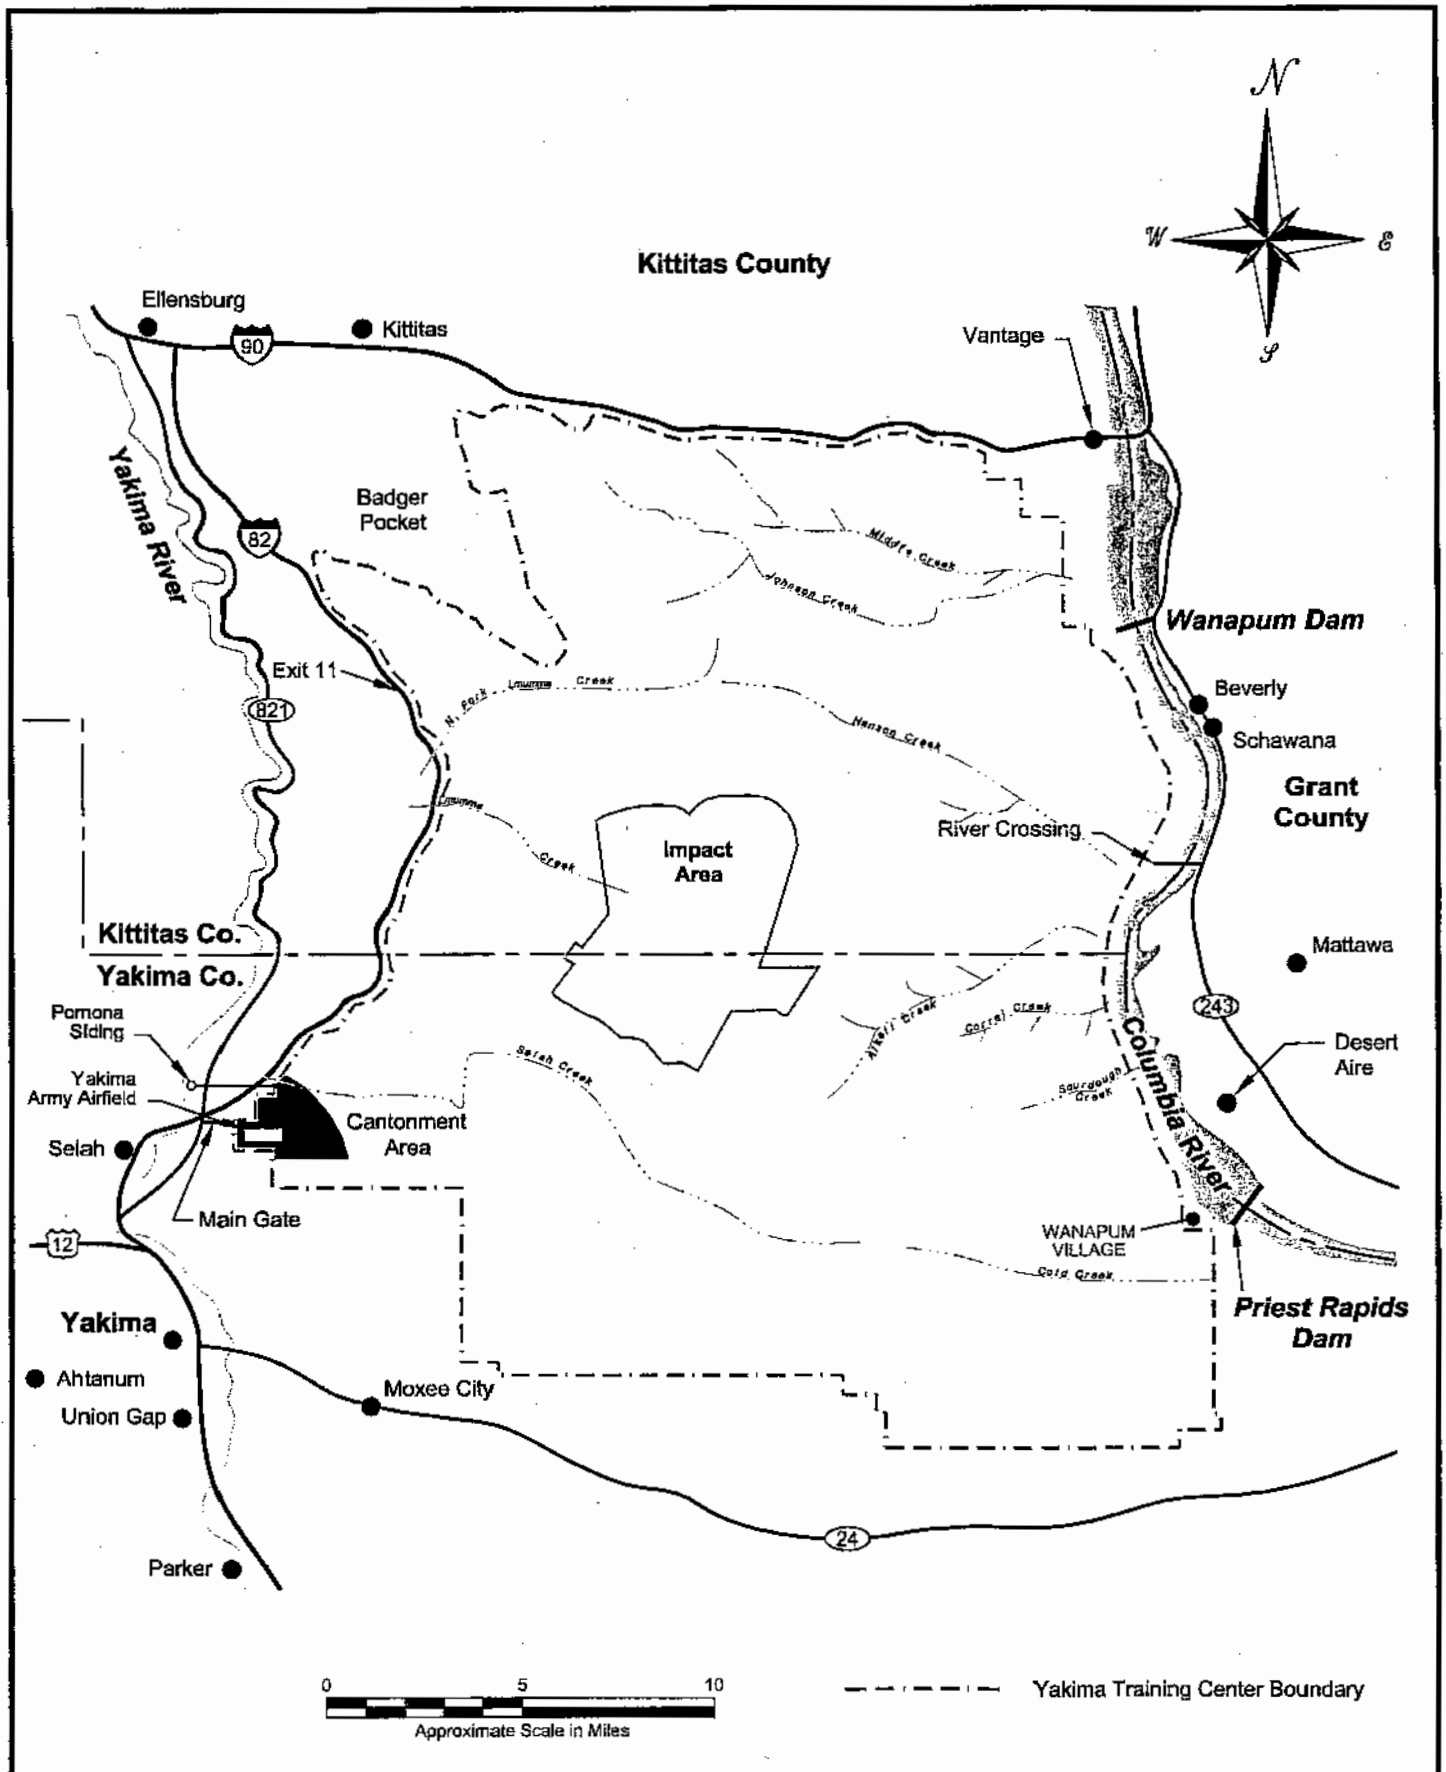 N
W
E
S
Kittitas County
Ellensburg
Kittitas
90
Vantage
Yakima River
Badger
Pocket
82
Middle Creek
Johnson Creek
Wanapum Dam
Exit 11
N. Fork Lmumma Creek
Beverly
821
Schawana
Hanson Creek
Grant
County
Lmumma
Creek
River Crossing
Impact
Area
Kittitas Co.
Yakima Co.
Mattawa
243
Pomona
Siding
Alkali Creek
Corral Creek
Columbia River
Desert
Aire
Selah Creek
Yakima
Army Airfield
Sourdough
Creek
Cantonment
Area
Selah
Main Gate
WANAPUM
VILLAGE
12
Cold Creek
Priest Rapids
Dam
Yakima
Ahtanum
Moxee City
Union Gap
24
Parker
0 5 10
Approximate Scale in Miles
Yakima Training Center Boundary